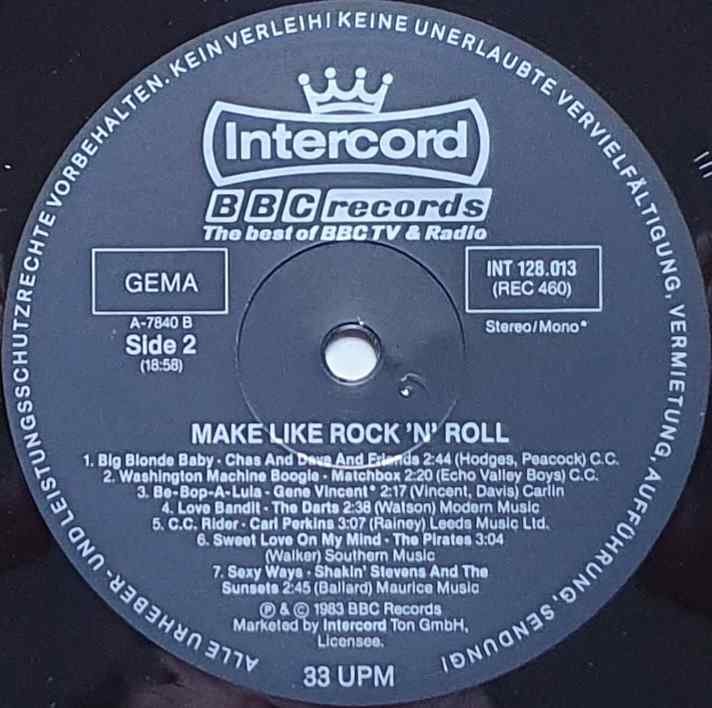 ALLE URHEBER- UND LEISTUNGSSCHUTZRECHTE VORBEHALTEN. KEIN VERLEIH! KEINE UNERLAUBTE VERVIELFÄLTIGUNG, VERMIETUNG, AUFFÜHRUNG, SENDUNG!
Intercord
BBC records
The best of BBC TV & Radio
GEMA
INT 128.013
(REC 460)
A-7840 B
Side 2
(18:58)
Stereo/Mono*
MAKE LIKE ROCK 'N' ROLL
1. Big Blonde Baby · Chas And Dave And Friends 2:44 (Hodges, Peacock) C.C.
2. Washington Machine Boogie · Matchbox 2:20 (Echo Valley Boys) C.C.
3. Be-Bop-A-Lula · Gene Vincent* 2:17 (Vincent, Davis) Carlin
4. Love Bandit · The Darts 2:38 (Watson) Modern Music
5. C.C. Rider · Carl Perkins 3:07 (Rainey) Leeds Music Ltd.
6. Sweet Love On My Mind · The Pirates 3:04
(Walker) Southern Music
7. Sexy Ways · Shakin' Stevens And The
Sunsets 2:45 (Ballard) Maurice Music
Ⓟ & © 1983 BBC Records
Marketed by Intercord Ton GmbH,
Licensee.
33 UPM